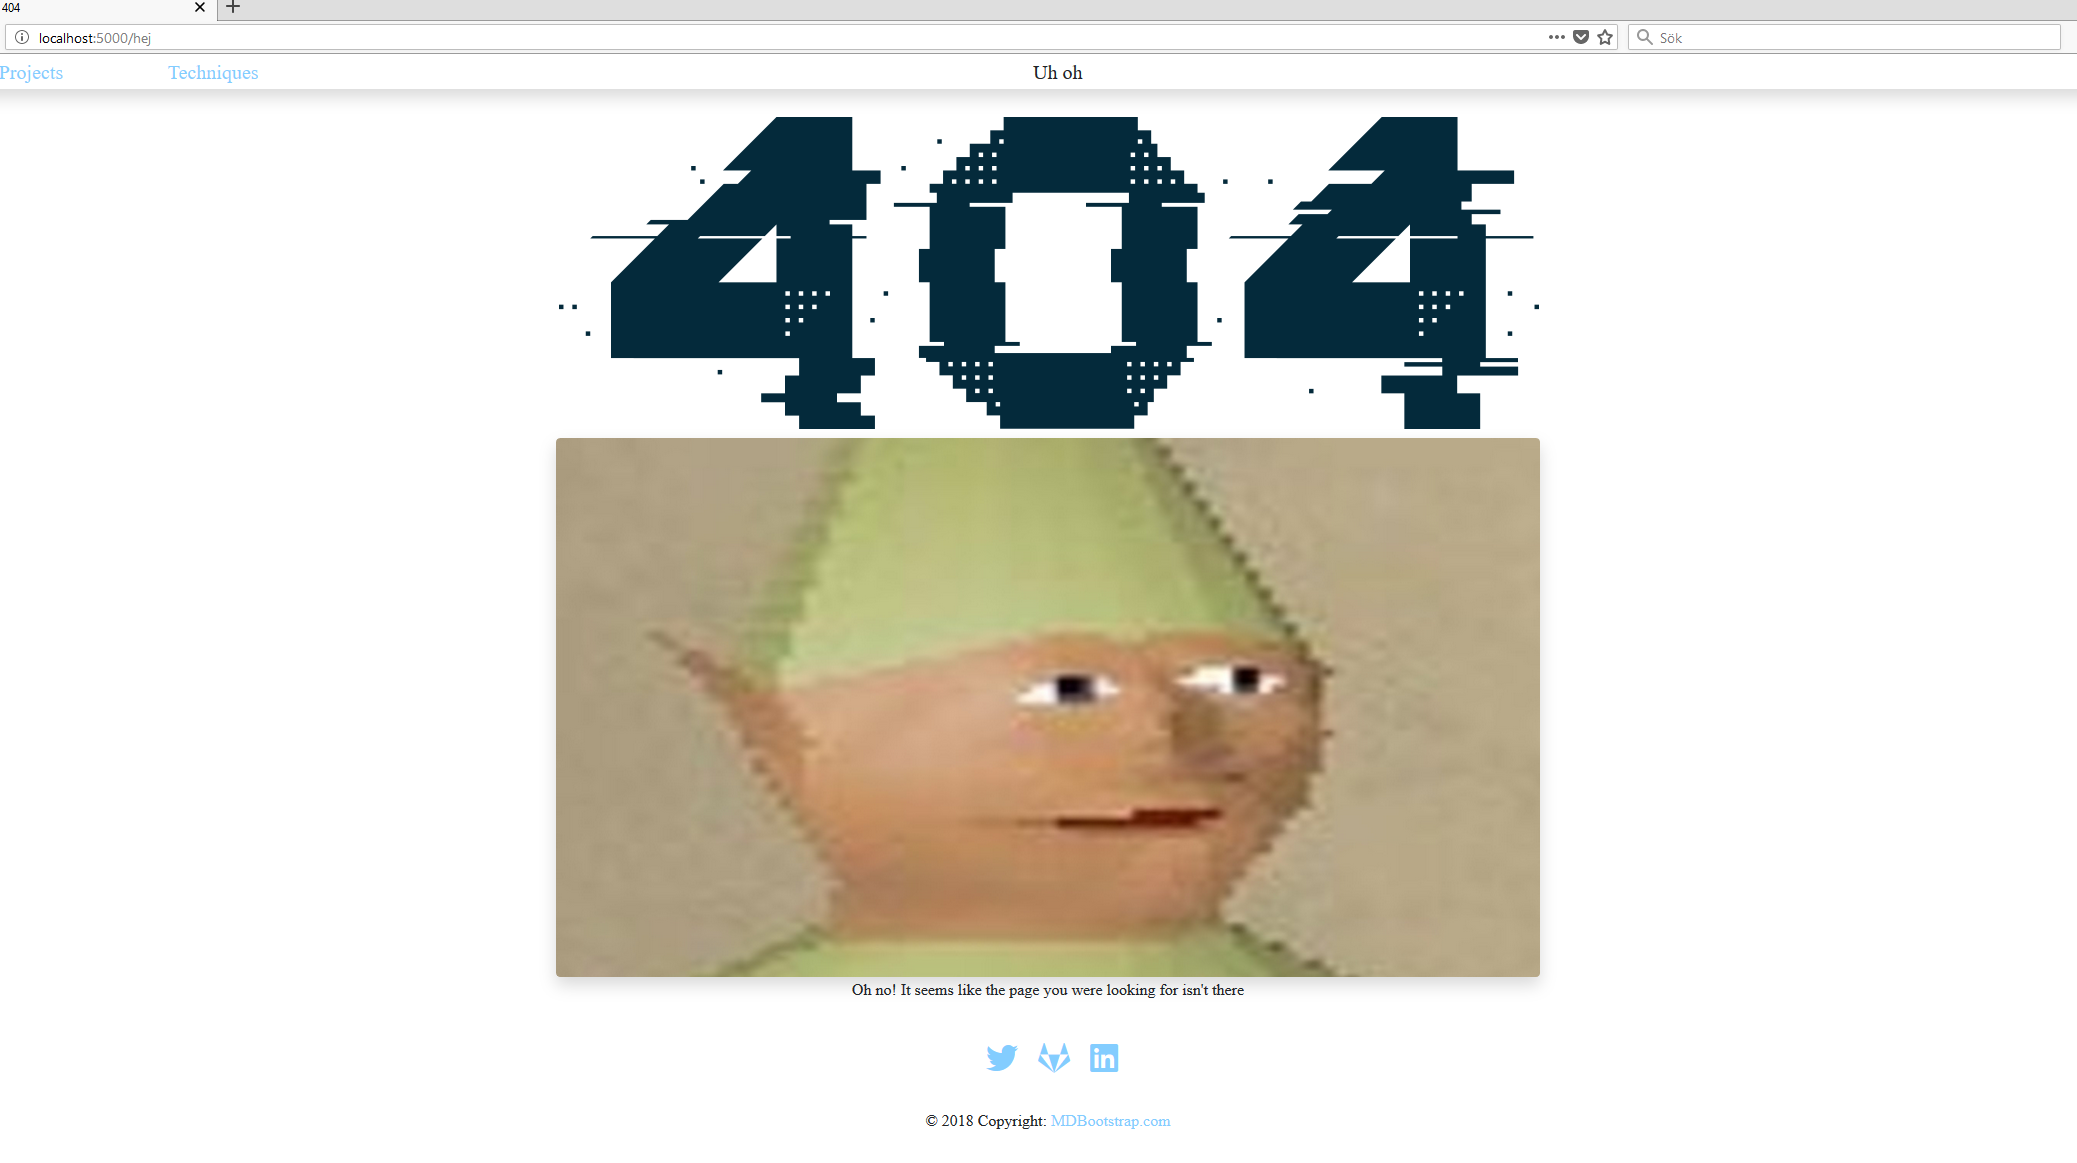 404
localhost:5000/hej
Sök
Projects
Techniques
Uh oh
404
Oh no! It seems like the page you were looking for isn't there
in
© 2018 Copyright: MDBootstrap.com